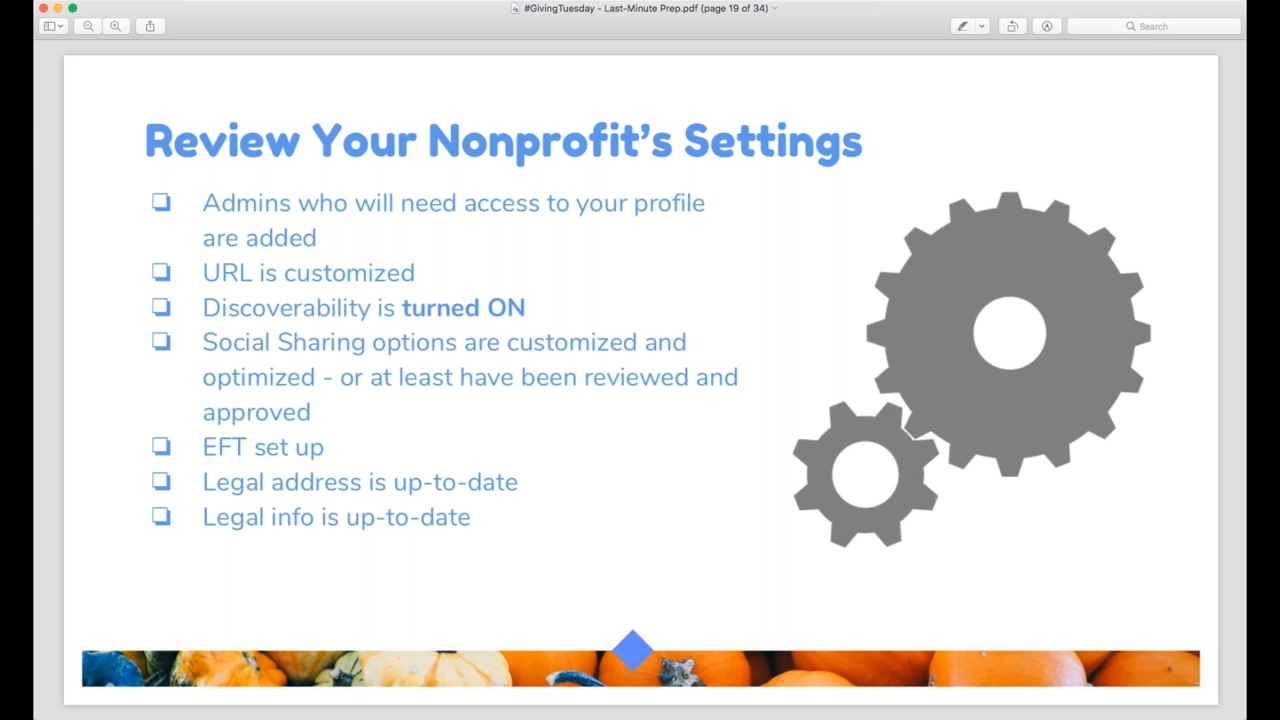 #GivingTuesday - Last-Minute Prep.pdf (page 19 of 34)
Search
Review Your Nonprofit's Settings
Admins who will need access to your profile
are added
URL is customized
Discoverability is turned ON
Social Sharing options are customized and
optimized - or at least have been reviewed and
approved
EFT set up
Legal address is up-to-date
Legal info is up-to-date